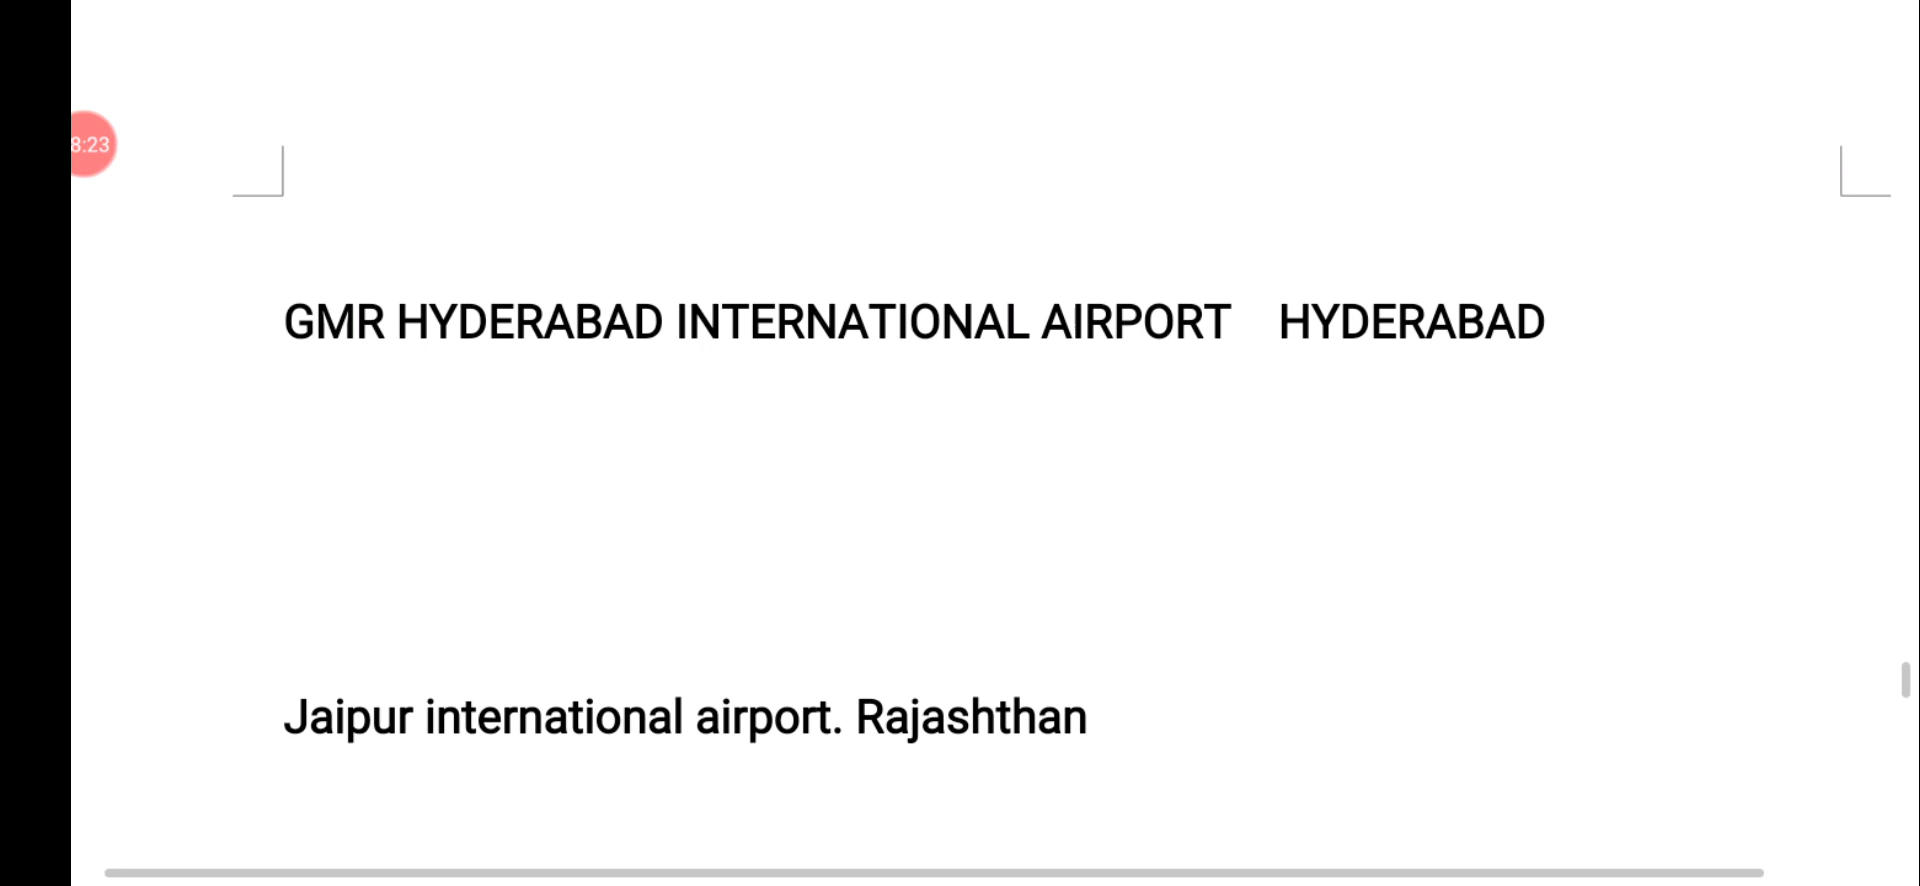 8:23
GMR HYDERABAD INTERNATIONAL AIRPORT HYDERABAD
Jaipur international airport. Rajashthan